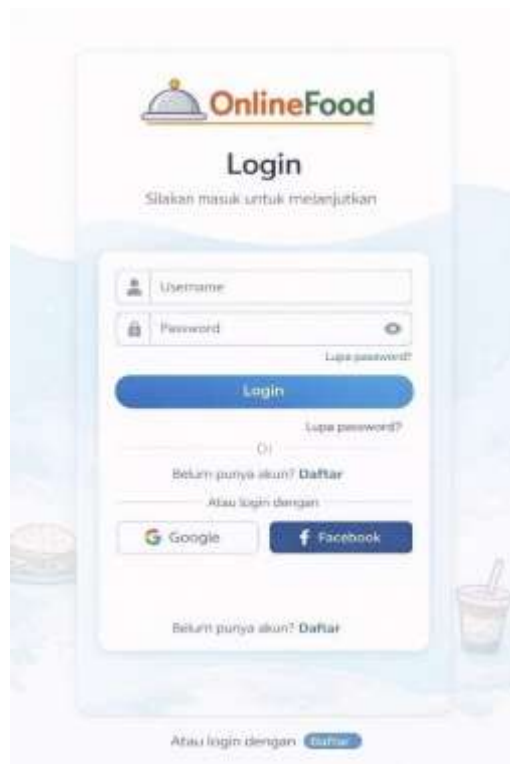 OnlineFood
Login
Silakan masuk untuk melanjutkan
Username
Password
Lupa password?
Login
Lupa password?
Or
Belum punya akun? Daftar
Atau login dengan
Google
Facebook
Belum punya akun? Daftar
Atau login dengan Daftar